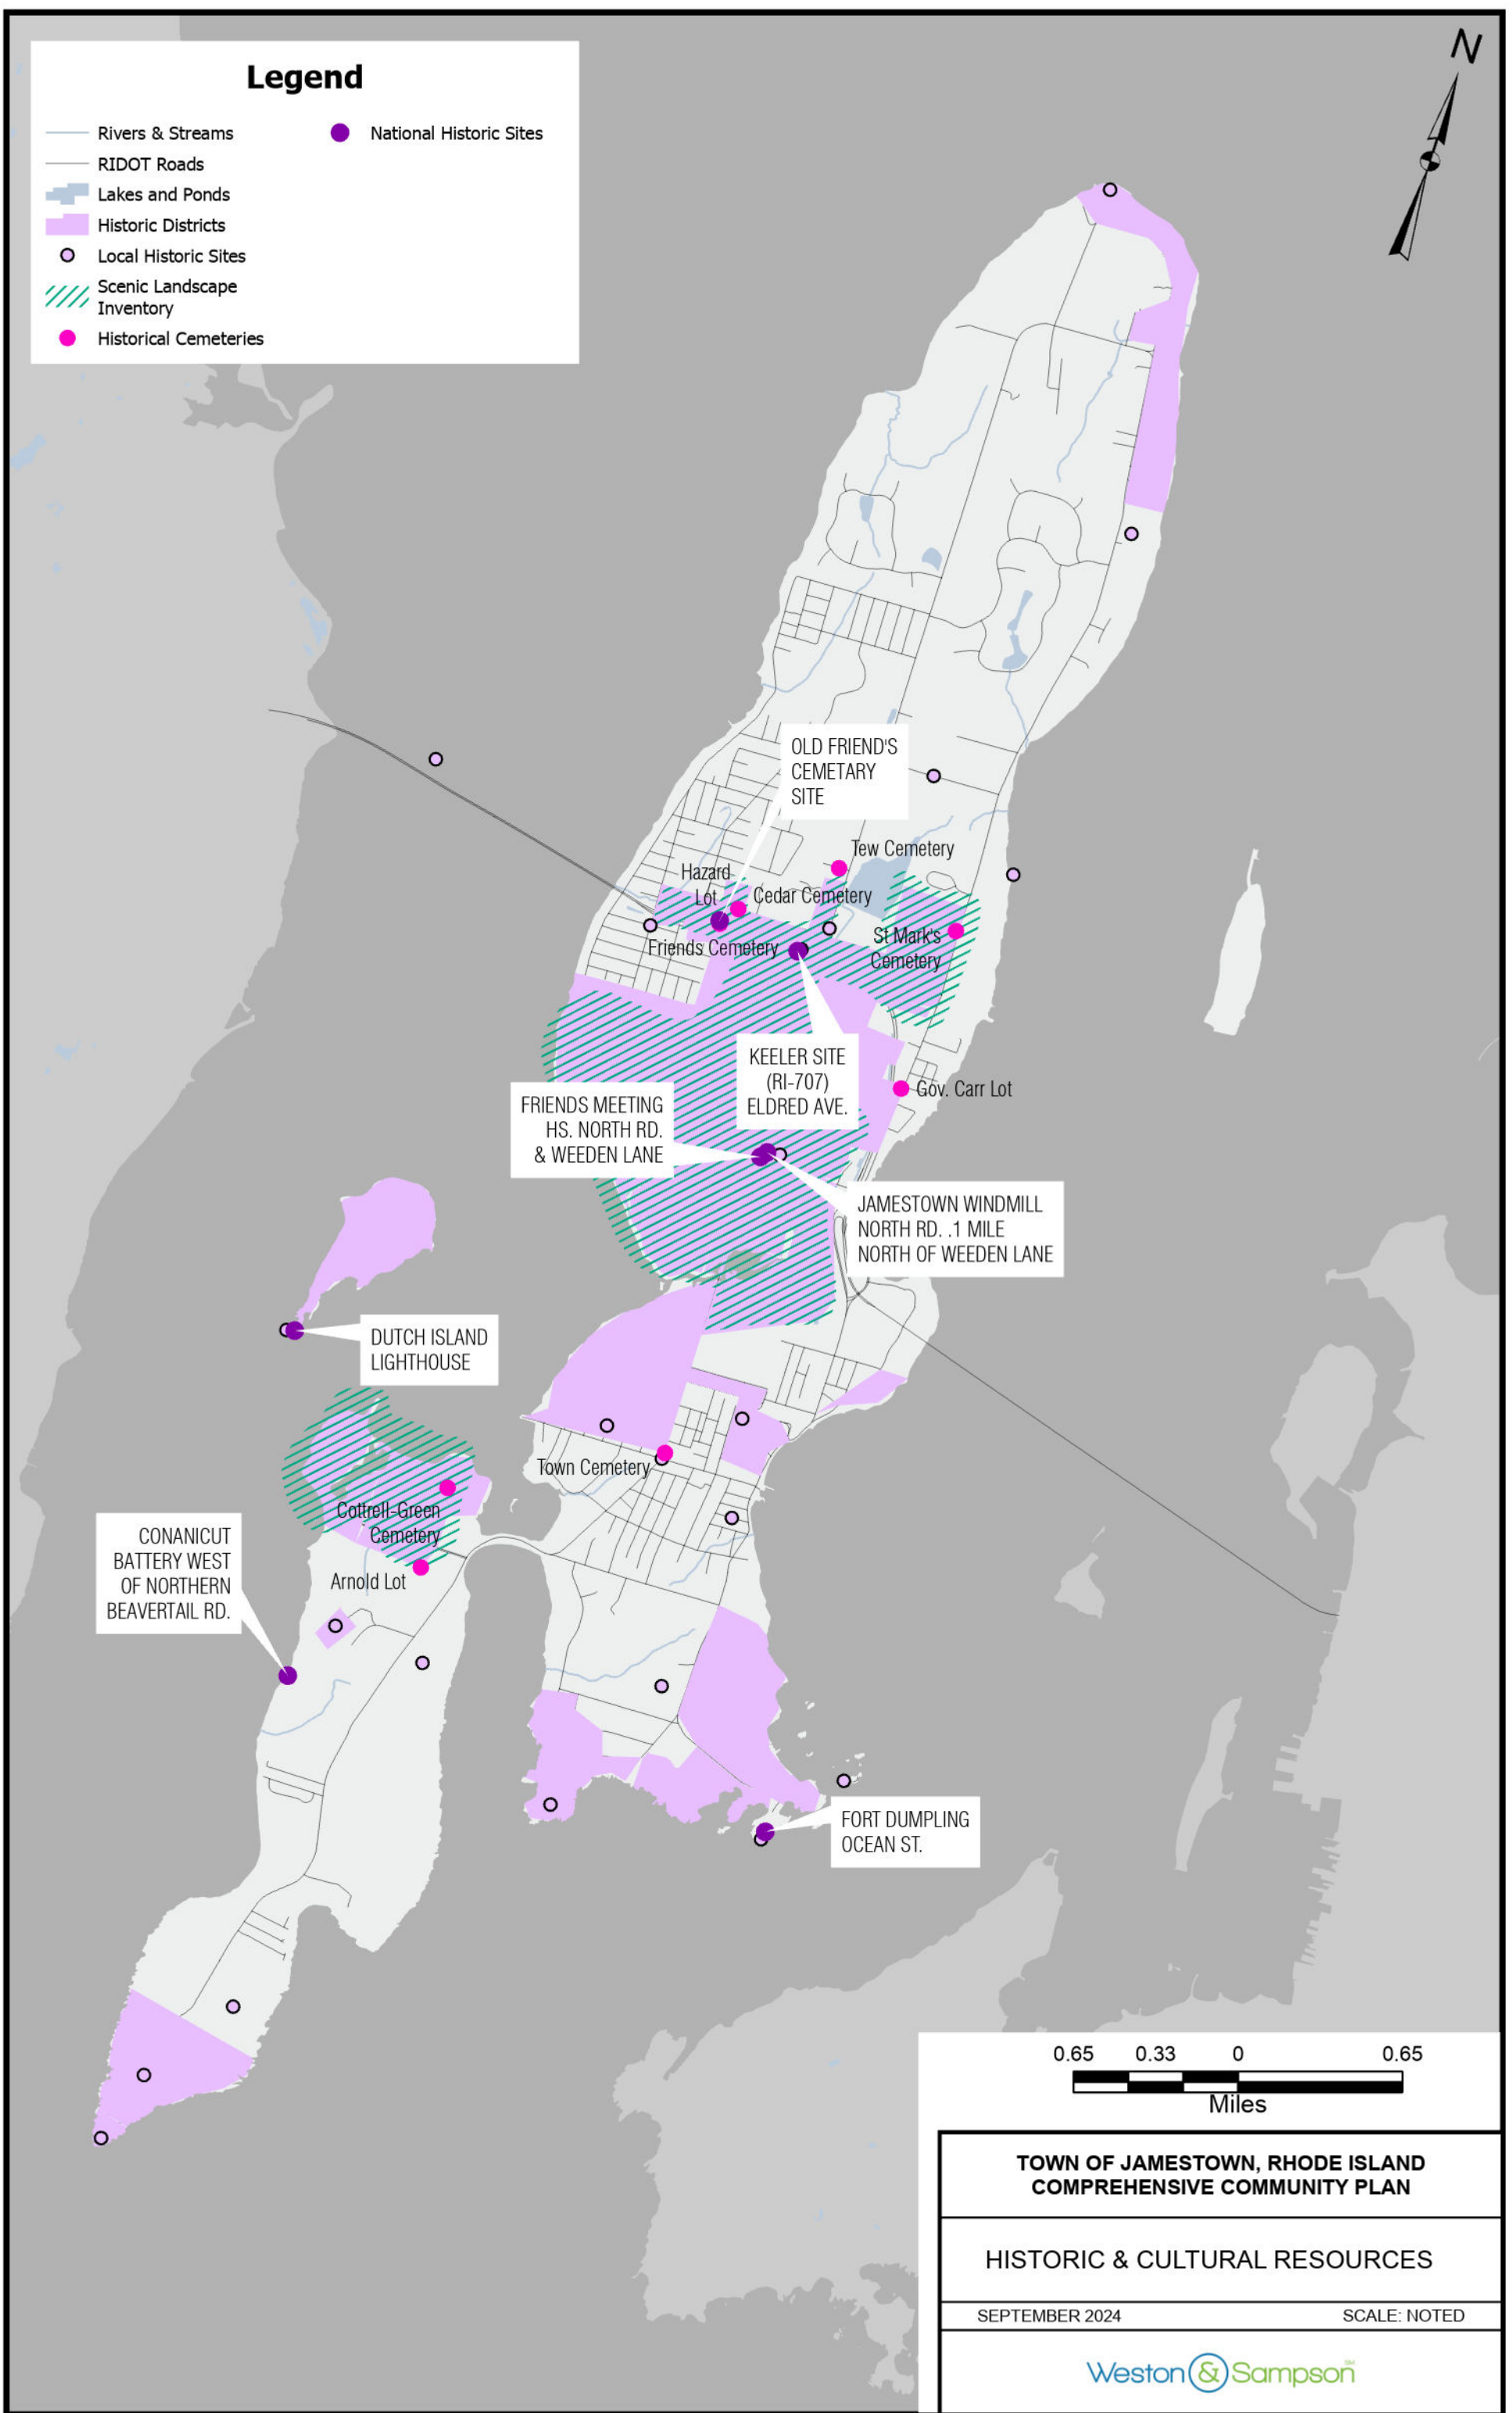 Legend
Rivers & Streams
RIDOT Roads
Lakes and Ponds
Historic Districts
Local Historic Sites
Scenic Landscape
Inventory
Historical Cemeteries
National Historic Sites
N
OLD FRIEND'S
CEMETARY
SITE
Tew Cemetery
Hazard
Lot
Cedar Cemetery
Friends Cemetery
St Mark's
Cemetery
KEELER SITE
(RI-707)
ELDRED AVE.
Gov. Carr Lot
FRIENDS MEETING
HS. NORTH RD.
& WEEDEN LANE
JAMESTOWN WINDMILL
NORTH RD. .1 MILE
NORTH OF WEEDEN LANE
DUTCH ISLAND
LIGHTHOUSE
Town Cemetery
Cottrell-Green
Cemetery
CONANICUT
BATTERY WEST
OF NORTHERN
BEAVERTAIL RD.
Arnold Lot
FORT DUMPLING
OCEAN ST.
0.65 0.33 0 0.65
Miles
TOWN OF JAMESTOWN, RHODE ISLAND
COMPREHENSIVE COMMUNITY PLAN
HISTORIC & CULTURAL RESOURCES
SEPTEMBER 2024 SCALE: NOTED
Weston & Sampson